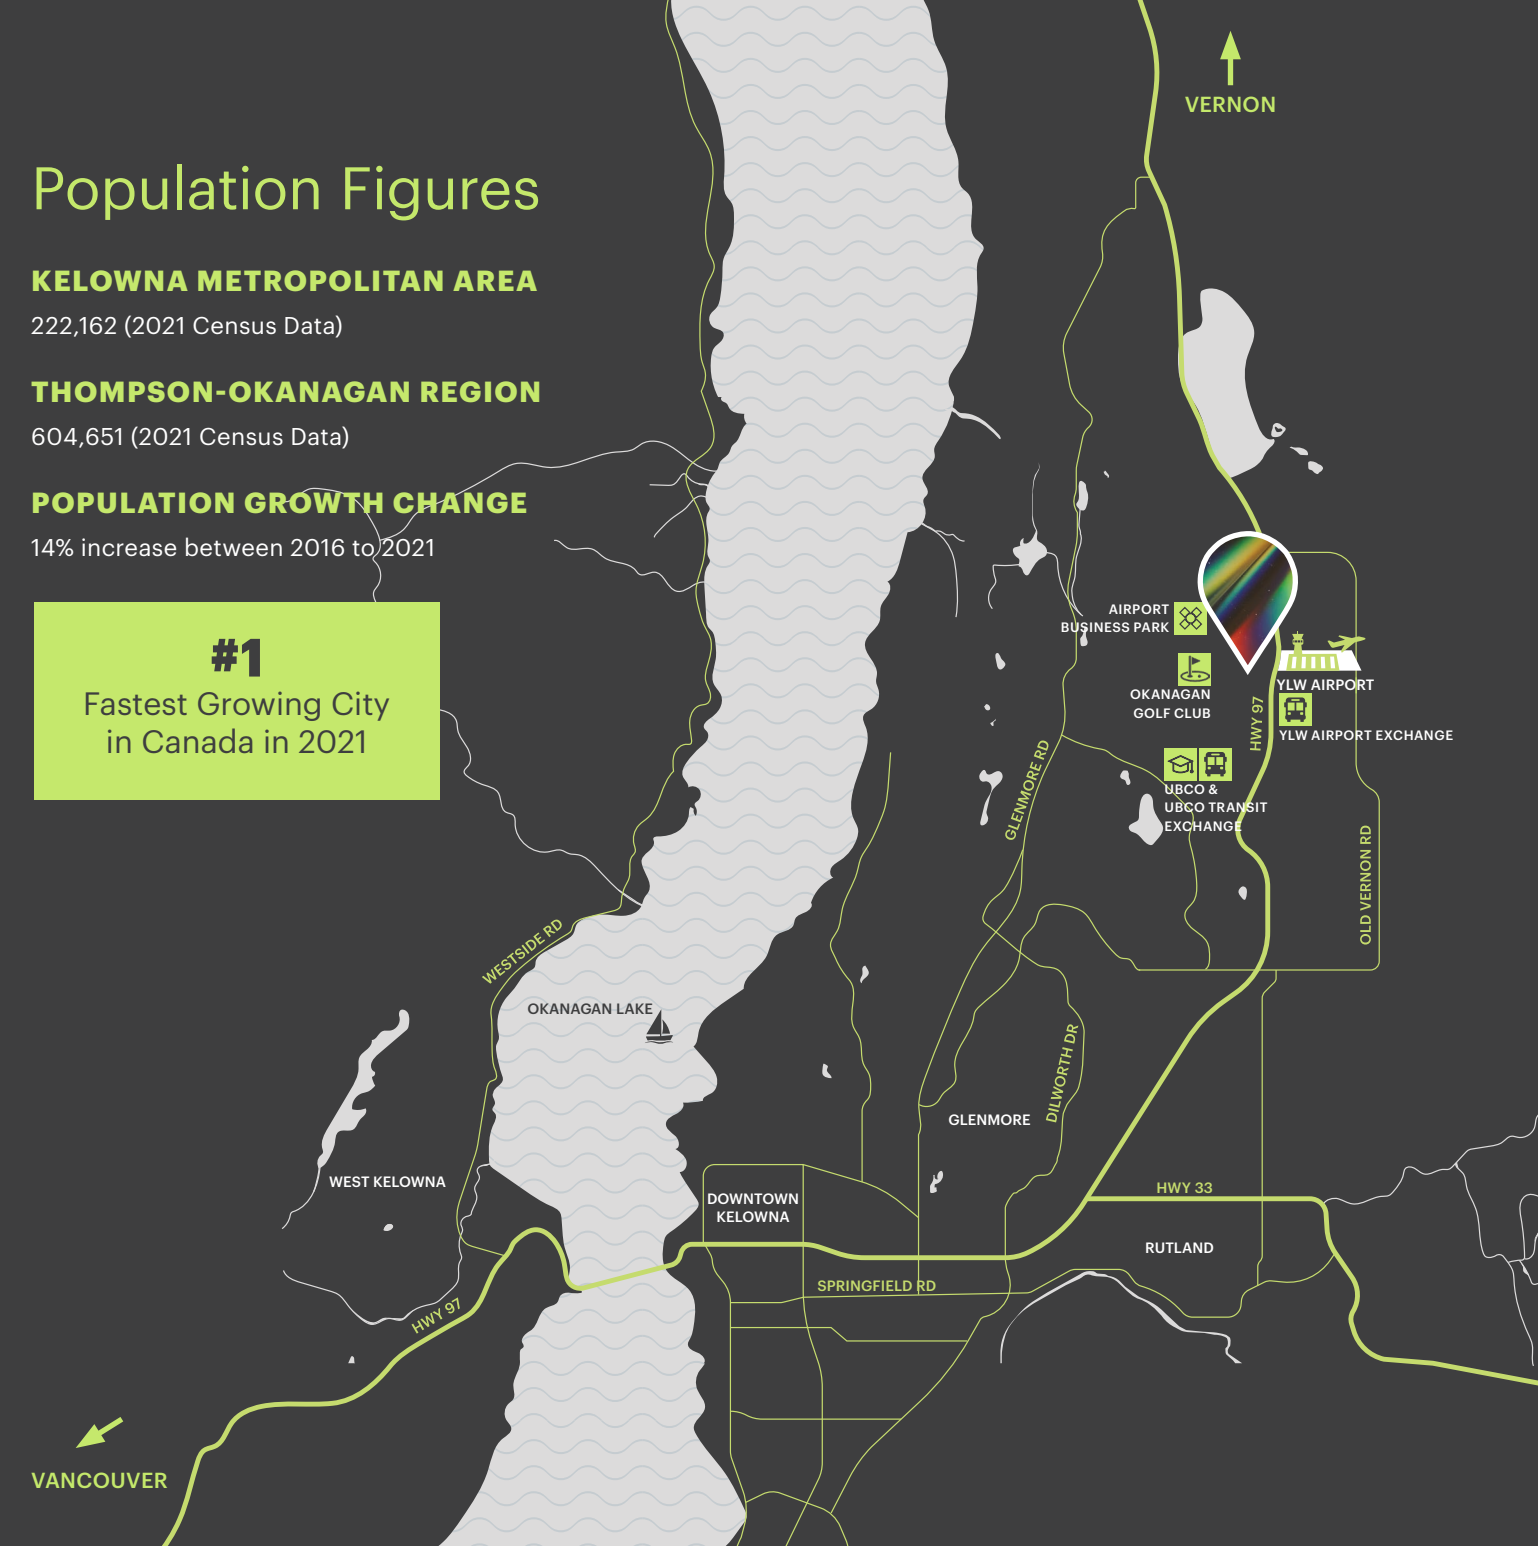 VERNON
Population Figures
KELOWNA METROPOLITAN AREA
222,162 (2021 Census Data)
THOMPSON-OKANAGAN REGION
604,651 (2021 Census Data)
POPULATION GROWTH CHANGE
14% increase between 2016 to 2021
#1
Fastest Growing City
in Canada in 2021
AIRPORT
BUSINESS PARK
OKANAGAN
GOLF CLUB
YLW AIRPORT
HWY 97
YLW AIRPORT EXCHANGE
GLENMORE RD
UBCO &
UBCO TRANSIT
EXCHANGE
OLD VERNON RD
WESTSIDE RD
OKANAGAN LAKE
DILWORTH DR
GLENMORE
WEST KELOWNA
DOWNTOWN
KELOWNA
HWY 33
RUTLAND
SPRINGFIELD RD
HWY 97
VANCOUVER